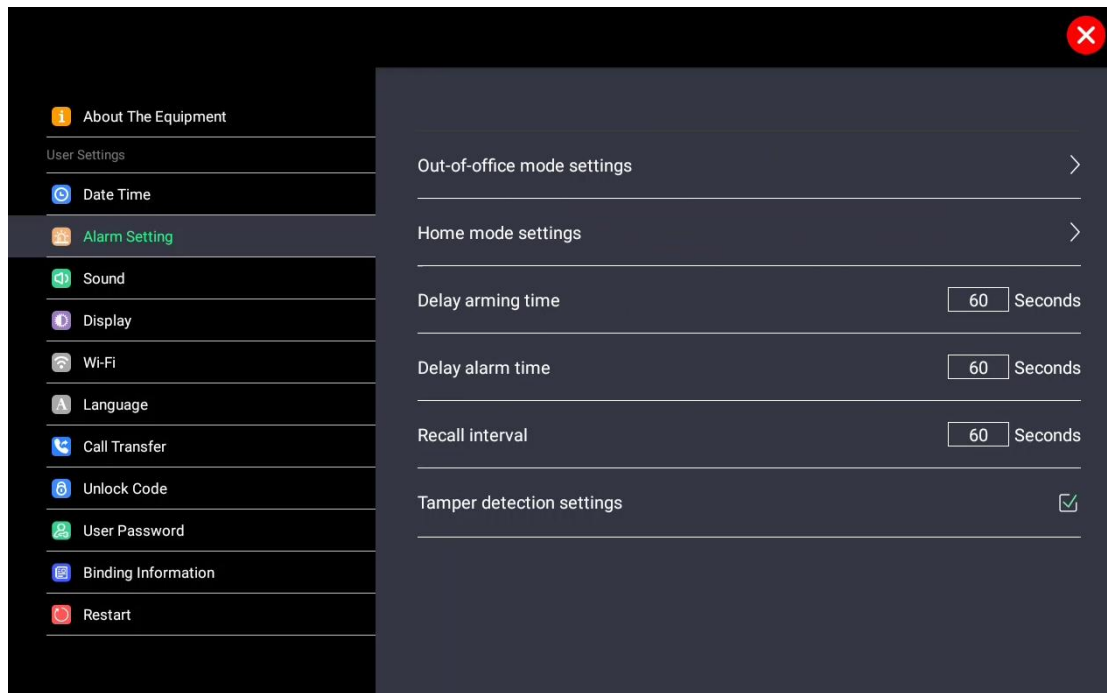 About The Equipment
User Settings
Date Time
Alarm Setting
Sound
Display
Wi-Fi
Language
Call Transfer
Unlock Code
User Password
Binding Information
Restart
Out-of-office mode settings
Home mode settings
Delay arming time 60 Seconds
Delay alarm time 60 Seconds
Recall interval 60 Seconds
Tamper detection settings